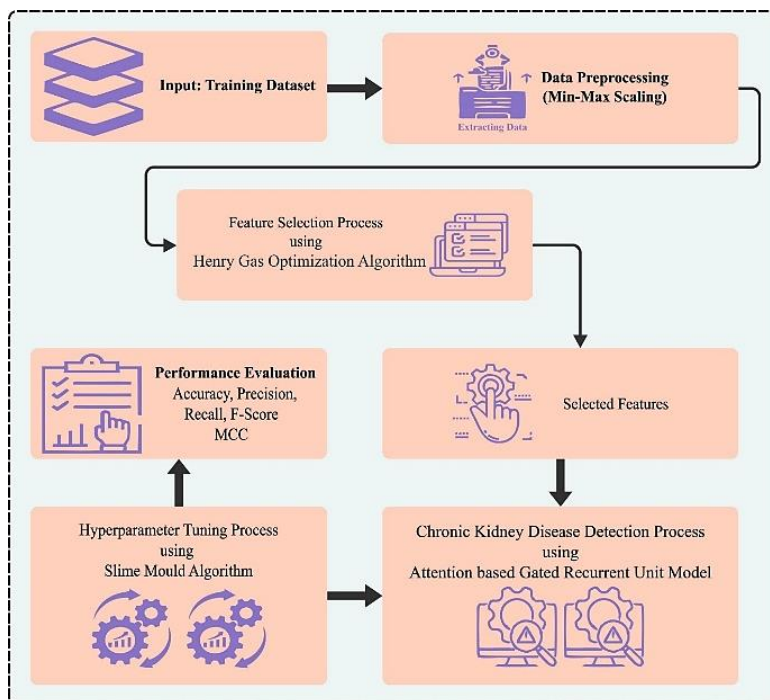 Input: Training Dataset
Data Preprocessing
(Min-Max Scaling)
Extracting Data
Feature Selection Process
using
Henry Gas Optimization Algorithm
Performance Evaluation
Accuracy, Precision,
Recall, F-Score
MCC
Selected Features
Hyperparameter Tuning Process
using
Slime Mould Algorithm
Chronic Kidney Disease Detection Process
using
Attention based Gated Recurrent Unit Model